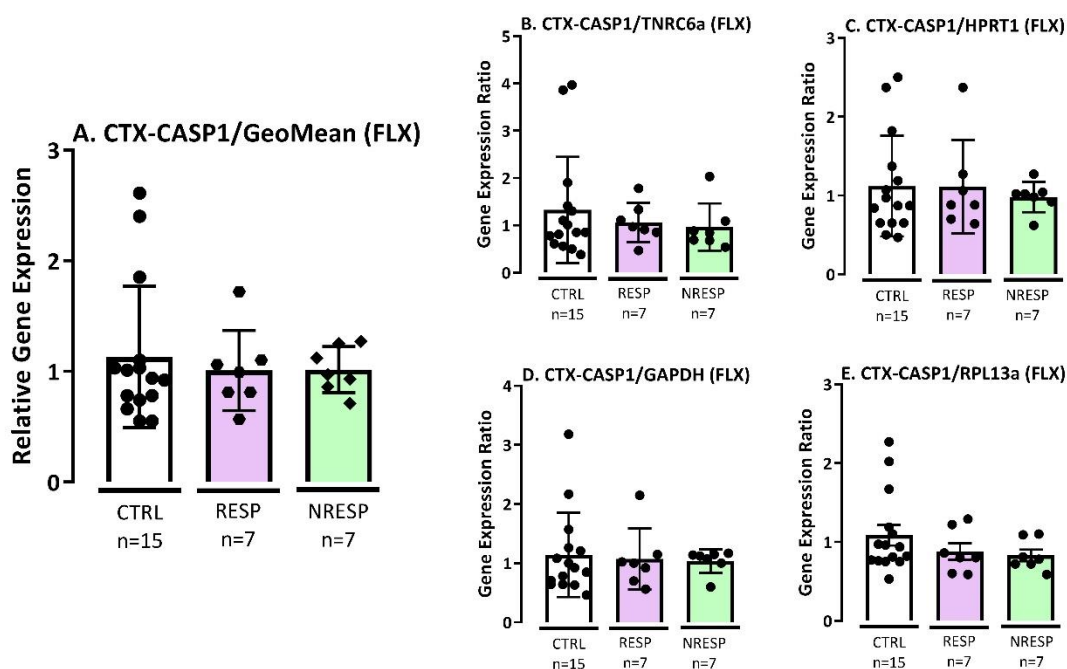 A. CTX-CASP1/GeoMean (FLX)
Relative Gene Expression
3
2
1
0
CTRL
n=15
RESP
n=7
NRESP
n=7
B. CTX-CASP1/TNRC6a (FLX)
Gene Expression Ratio
5
4
3
2
1
0
CTRL
n=15
RESP
n=7
NRESP
n=7
C. CTX-CASP1/HPRT1 (FLX)
Gene Expression Ratio
3
2
1
0
CTRL
n=15
RESP
n=7
NRESP
n=7
D. CTX-CASP1/GAPDH (FLX)
Gene Expression Ratio
4
3
2
1
0
CTRL
n=15
RESP
n=7
NRESP
n=7
E. CTX-CASP1/RPL13a (FLX)
Gene Expression Ratio
3
2
1
0
CTRL
n=15
RESP
n=7
NRESP
n=7